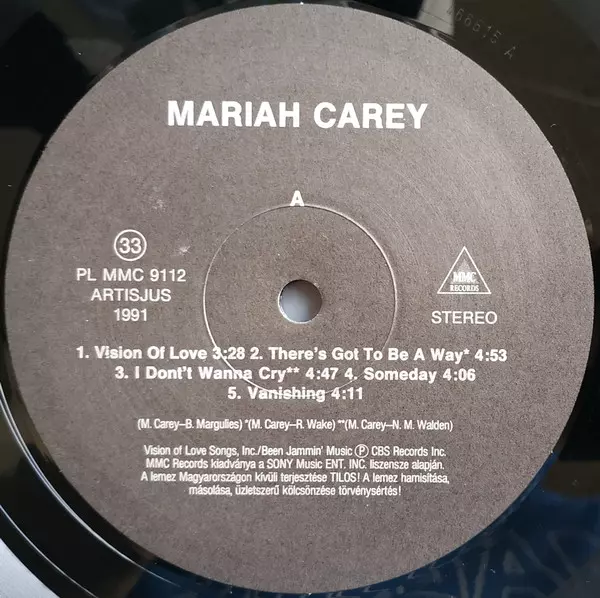 66615 A
MARIAH CAREY
A
33
PL MMC 9112
ARTISJUS
1991
MMC
RECORDS
STEREO
1. Vision Of Love 3:28 2. There's Got To Be A Way* 4:53
3. I Dont't Wanna Cry** 4:47 4. Someday 4:06
5. Vanishing 4:11
(M. Carey–B. Margulies) *(M. Carey–R. Wake) **(M. Carey–N. M. Walden)
Vision of Love Songs, Inc./Been Jammin' Music Ⓟ CBS Records Inc.
MMC Records kiadványa a SONY Music ENT. INC. liszensze alapján.
A lemez Magyarországon kívüli terjesztése TILOS! A lemez hamisítása,
másolása, üzletszerű kölcsönzése törvénysértés!